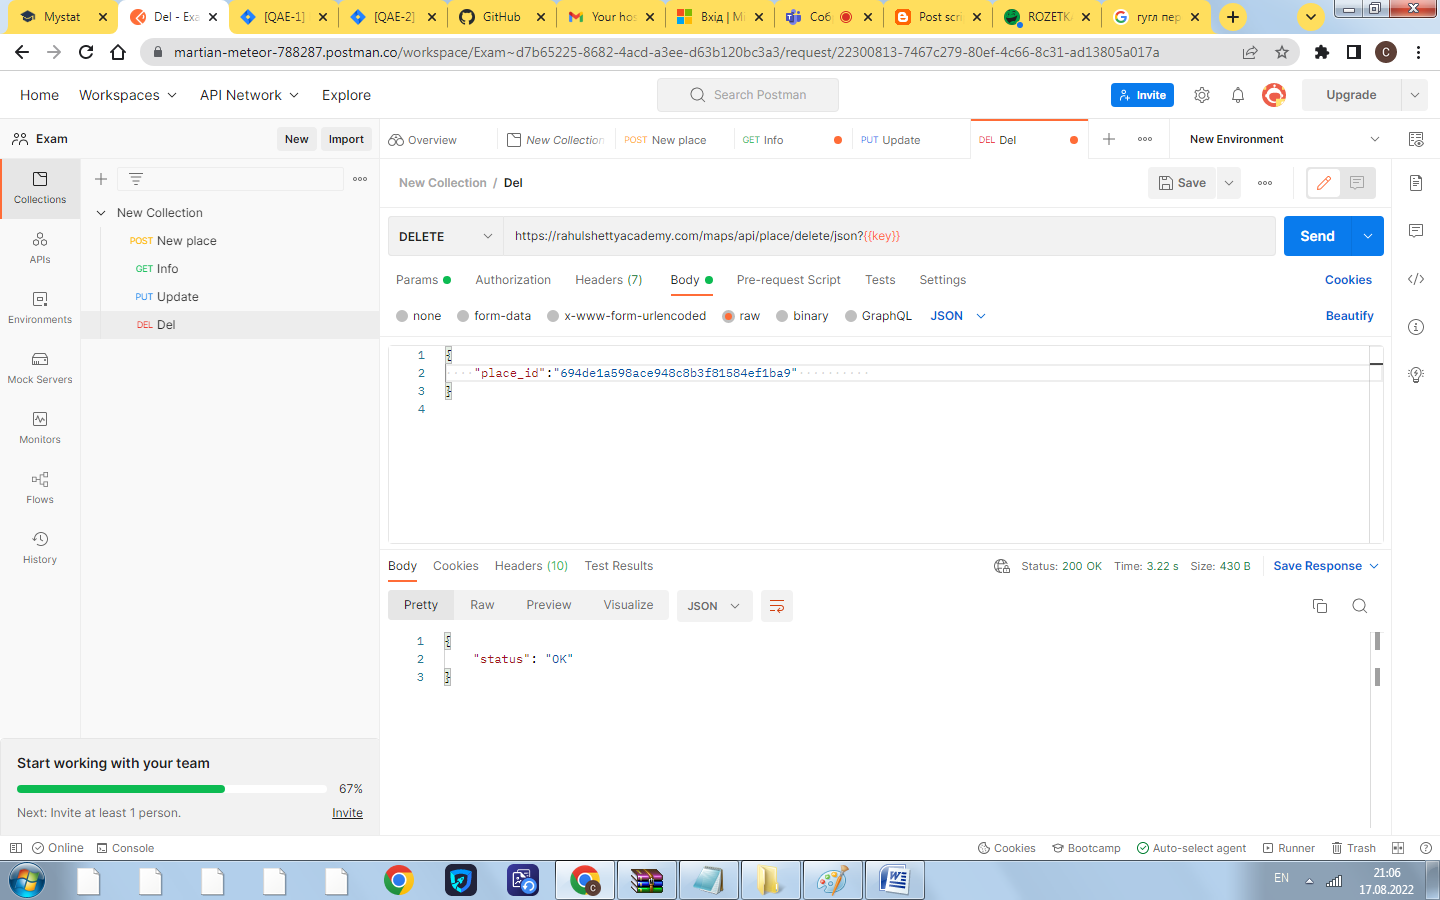 Mystat
Del - Exa
[QAE-1]
[QAE-2]
GitHub
Your hos
Вхід | Mi
Собр
Post scri
ROZETKA
гугл пер
martian-meteor-788287.postman.co/workspace/Exam~d7b65225-8682-4acd-a3ee-d63b120bc3a3/request/22300813-7467c279-80ef-4c66-8c31-ad13805a017a
C
Home Workspaces API Network Explore
Search Postman
Invite
Upgrade
Exam
New Import
Overview
New Collection
POST New place
GET Info
PUT Update
DEL Del
New Environment
Collections
APIs
Environments
Mock Servers
Monitors
Flows
History
New Collection
POST New place
GET Info
PUT Update
DEL Del
New Collection / Del
Save
DELETE
https://rahulshettyacademy.com/maps/api/place/delete/json?{{key}}
Send
Params Authorization Headers (7) Body Pre-request Script Tests Settings
Cookies
none form-data x-www-form-urlencoded raw binary GraphQL JSON
Beautify
1 {
2 "place_id":"694de1a598ace948c8b3f81584ef1ba9"
3 }
4
Body Cookies Headers (10) Test Results
Status: 200 OK Time: 3.22 s Size: 430 B
Save Response
Pretty Raw Preview Visualize JSON
1 {
2 "status": "OK"
3 }
Start working with your team
67%
Next: Invite at least 1 person.
Invite
Online
Console
Cookies
Bootcamp
Auto-select agent
Runner
Trash
EN
21:06
17.08.2022